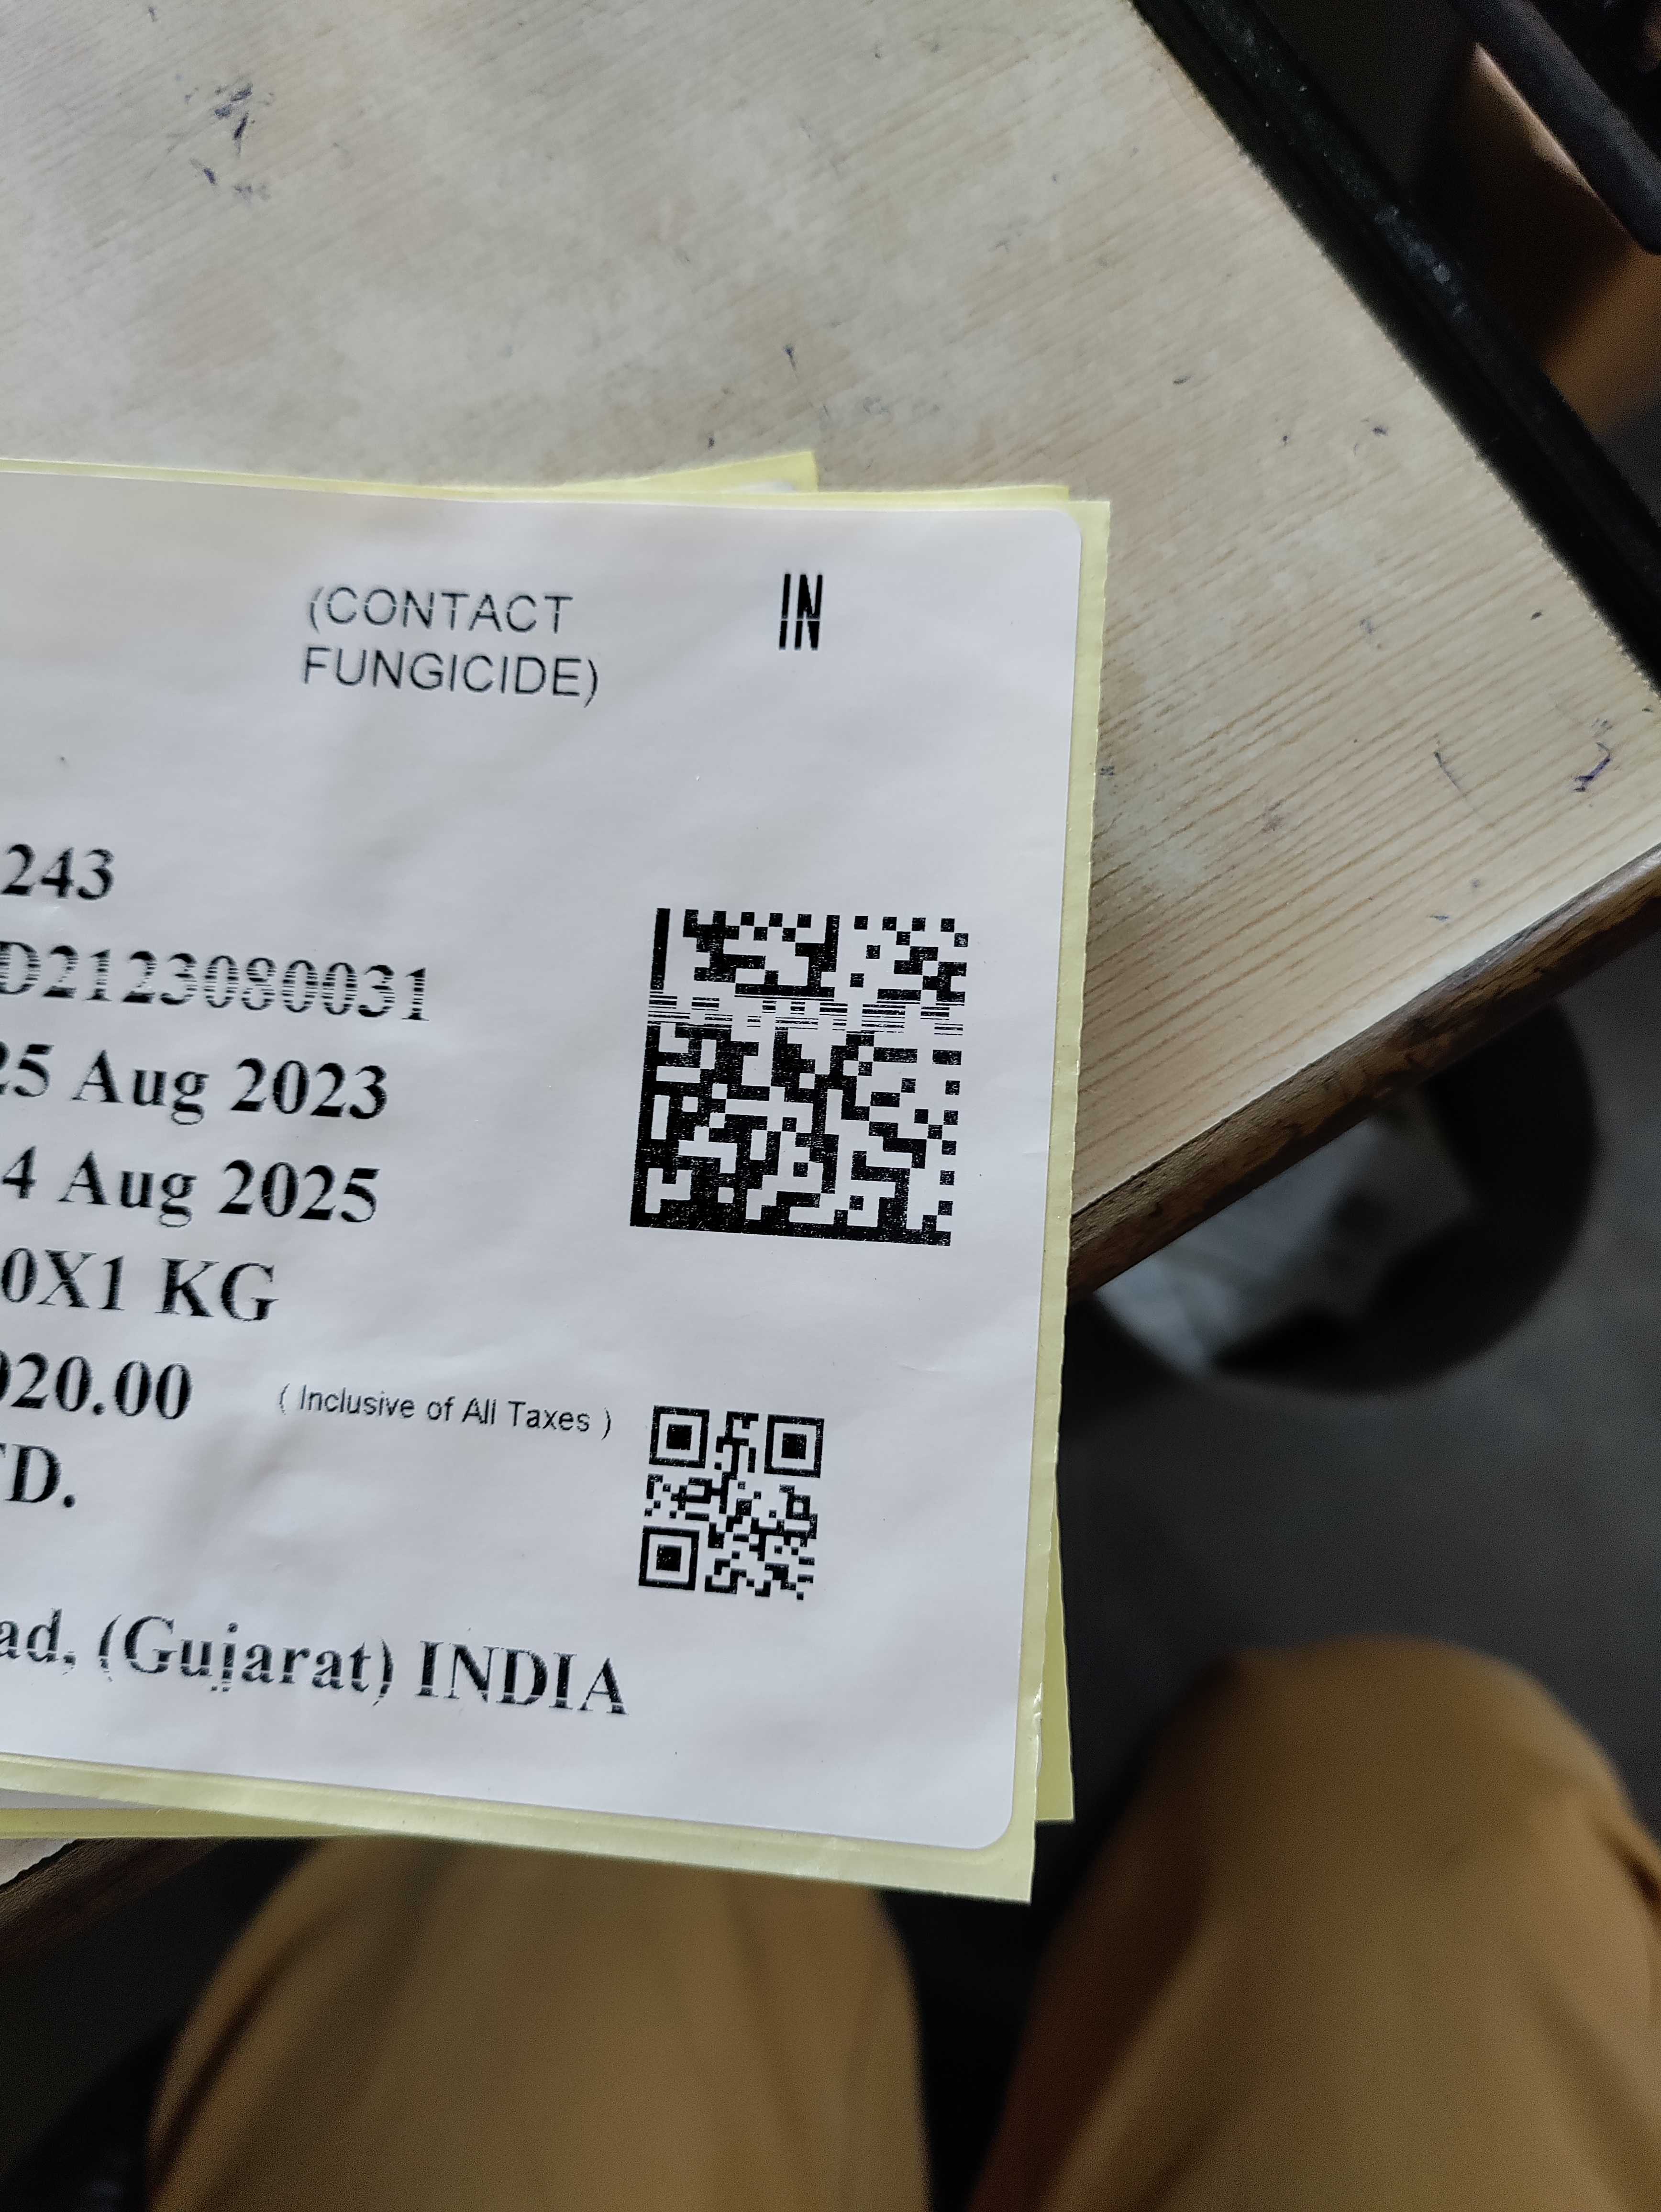 (CONTACT
FUNGICIDE)
IN
243
D2123080031
25 Aug 2023
4 Aug 2025
0X1 KG
020.00 ( Inclusive of All Taxes )
TD.
ad, (Gujarat) INDIA